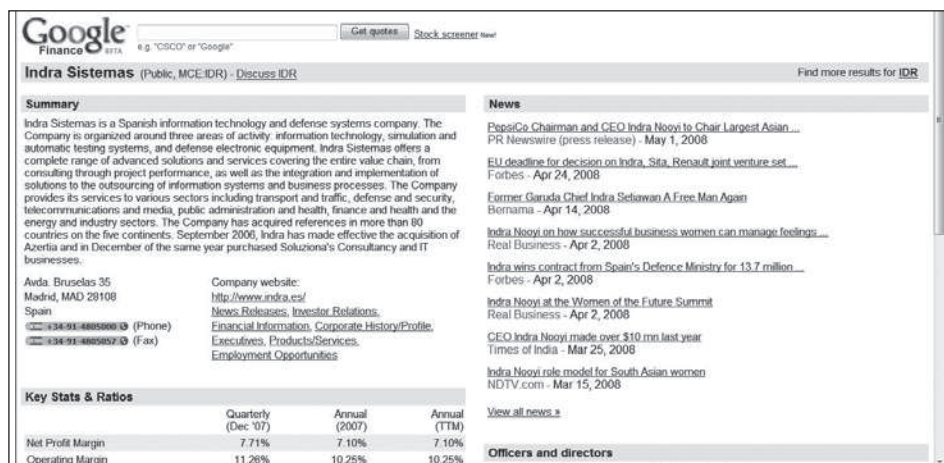 Google
Finance BETA
Get quotes
Stock screener New!
e.g. "CSCO" or "Google"
Indra Sistemas (Public, MCE:IDR) - Discuss IDR
Find more results for IDR
Summary
Indra Sistemas is a Spanish information technology and defense systems company. The
Company is organized around three areas of activity: information technology, simulation and
automatic testing systems, and defense electronic equipment. Indra Sistemas offers a
complete range of advanced solutions and services covering the entire value chain, from
consulting through project performance, as well as the integration and implementation of
solutions to the outsourcing of information systems and business processes. The Company
provides its services to various sectors including transport and traffic, defense and security,
telecommunications and media, public administration and health, finance and health and the
energy and industry sectors. The Company has acquired references in more than 80
countries on the five continents. September 2006, Indra has made effective the acquisition of
Azertia and in December of the same year purchased Soluziona's Consultancy and IT
businesses.
Avda. Bruselas 35
Madrid, MAD 28108
Spain
+34-91-4805000 (Phone)
+34-91-4805057 (Fax)
Company website:
http://www.indra.es/
News Releases, Investor Relations,
Financial Information, Corporate History/Profile,
Executives, Products/Services,
Employment Opportunities
Key Stats & Ratios
Quarterly Annual Annual
(Dec '07) (2007) (TTM)
Net Profit Margin 7.71% 7.10% 7.10%
Operating Margin 11.26% 10.25% 10.25%
News
PepsiCo Chairman and CEO Indra Nooyi to Chair Largest Asian ...
PR Newswire (press release) - May 1, 2008
EU deadline for decision on Indra, Sita, Renault joint venture set ...
Forbes - Apr 24, 2008
Former Garuda Chief Indra Setiawan A Free Man Again
Bernama - Apr 14, 2008
Indra Nooyi on how successful business women can manage feelings ...
Real Business - Apr 2, 2008
Indra wins contract from Spain's Defence Ministry for 13.7 million ...
Forbes - Apr 2, 2008
Indra Nooyi at the Women of the Future Summit
Real Business - Apr 2, 2008
CEO Indra Nooyi made over $10 mn last year
Times of India - Mar 25, 2008
Indra Nooyi role model for South Asian women
NDTV.com - Mar 15, 2008
View all news »
Officers and directors